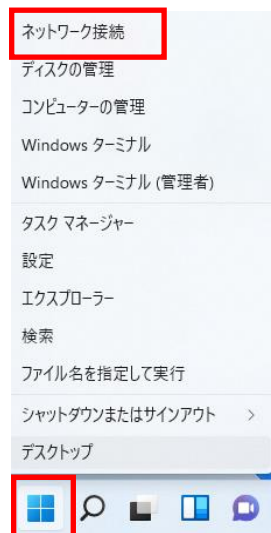 ネットワーク接続
ディスクの管理
コンピューターの管理
Windows ターミナル
Windows ターミナル (管理者)
タスク マネージャー
設定
エクスプローラー
検索
ファイル名を指定して実行
シャットダウンまたはサインアウト
デスクトップ